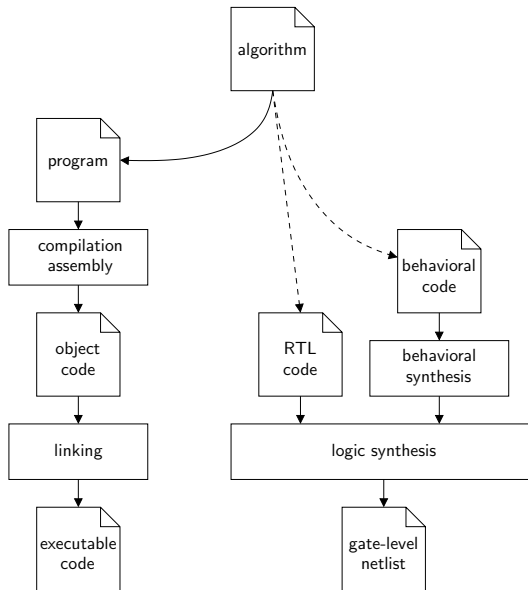 algorithm
program
compilation
assembly
behavioral
code
object
code
RTL
code
behavioral
synthesis
linking
logic synthesis
executable
code
gate-level
netlist